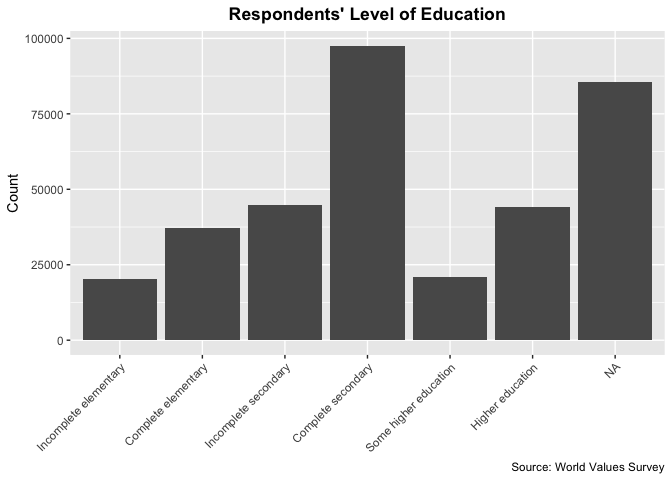 Respondents' Level of Education
Count
100000
75000
50000
25000
0
Incomplete elementary
Complete elementary
Incomplete secondary
Complete secondary
Some higher education
Higher education
NA
Source: World Values Survey